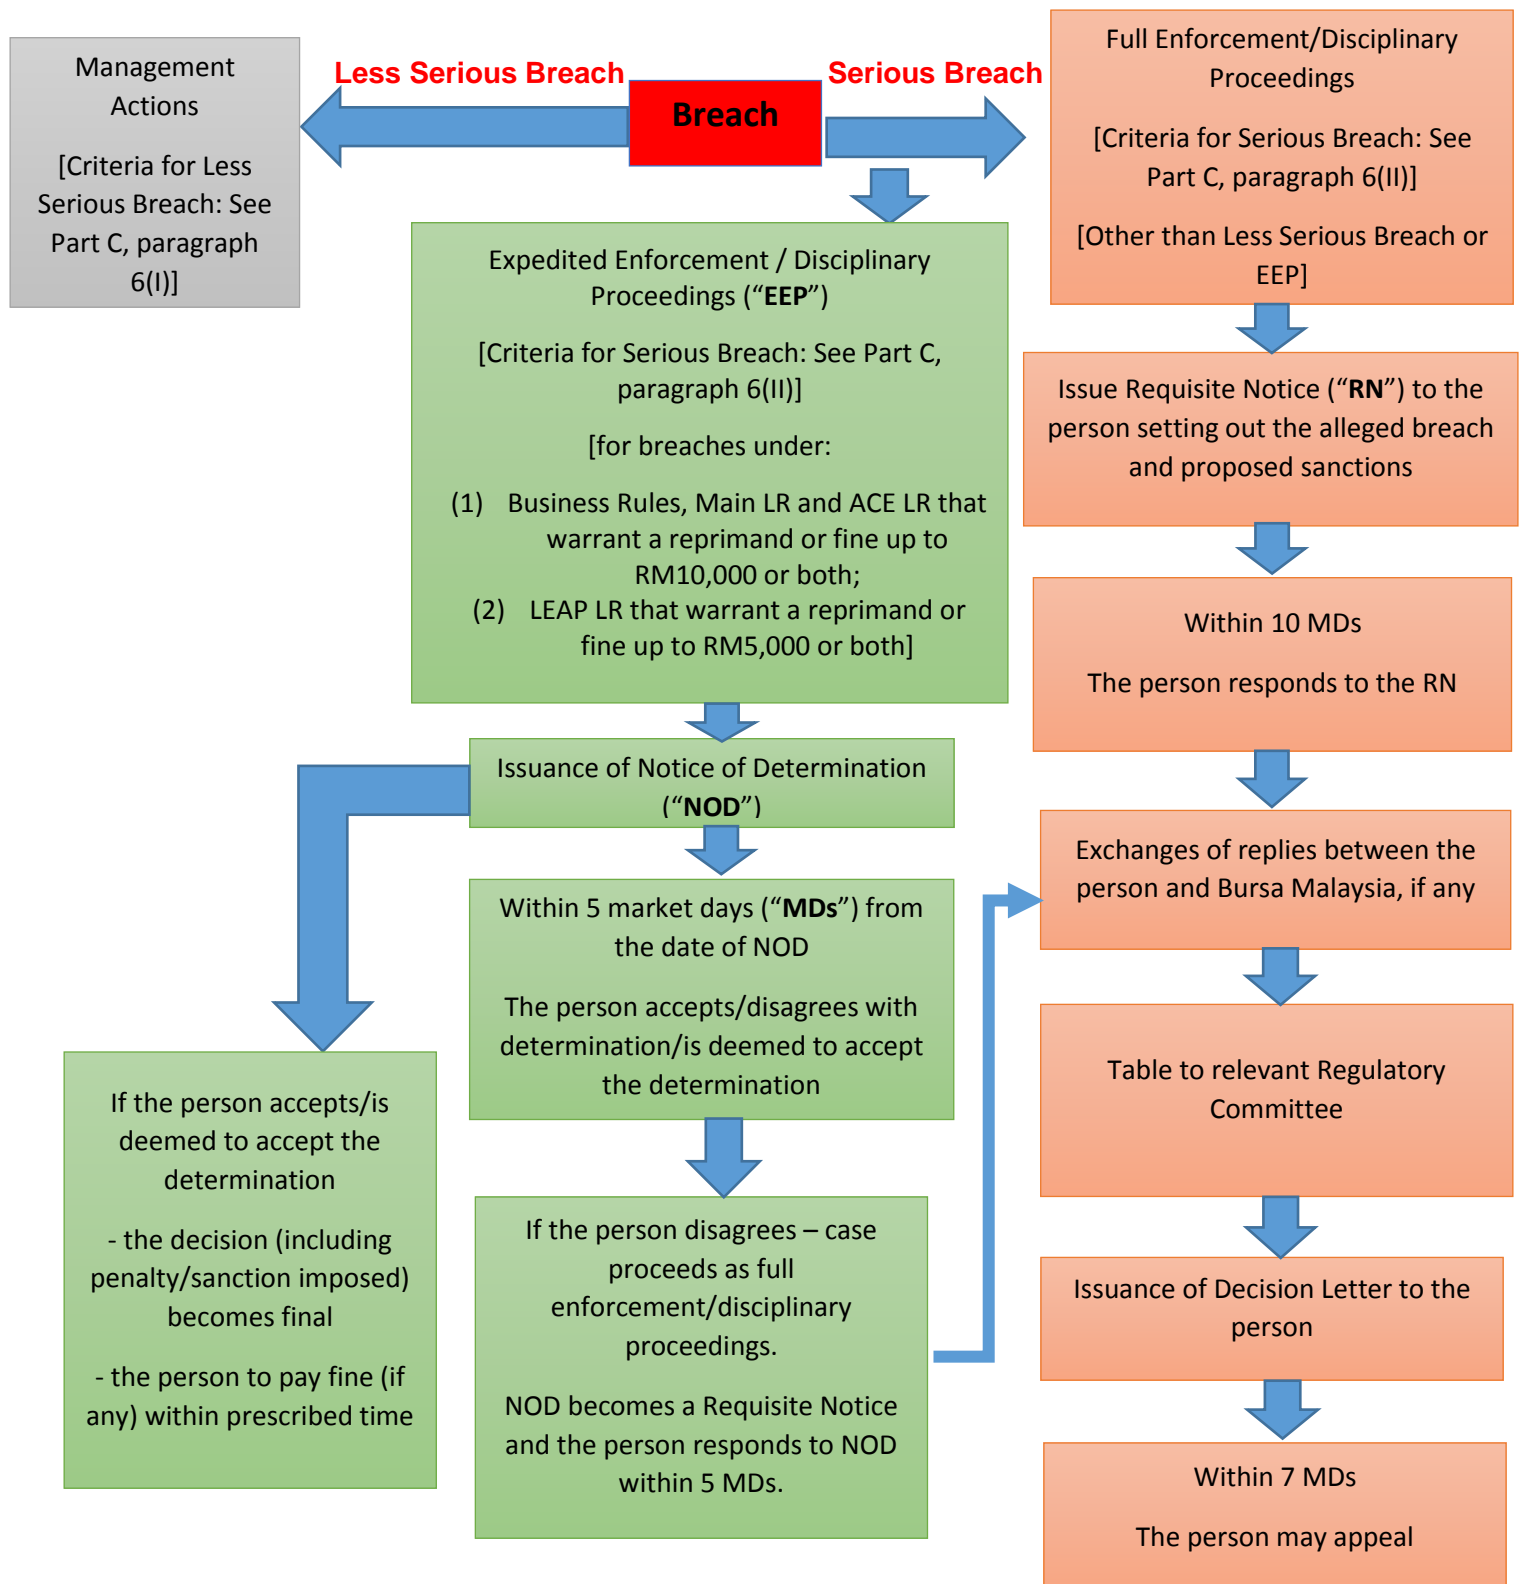 Management
Actions
[Criteria for Less
Serious Breach: See
Part C, paragraph
6(I)]
Less Serious Breach
Breach
Serious Breach
Full Enforcement/Disciplinary
Proceedings
[Criteria for Serious Breach: See
Part C, paragraph 6(II)]
[Other than Less Serious Breach or
EEP]
Expedited Enforcement / Disciplinary
Proceedings (“EEP”)
[Criteria for Serious Breach: See Part C,
paragraph 6(II)]
[for breaches under:
(1) Business Rules, Main LR and ACE LR that
warrant a reprimand or fine up to
RM10,000 or both;
(2) LEAP LR that warrant a reprimand or
fine up to RM5,000 or both]
Issue Requisite Notice (“RN”) to the
person setting out the alleged breach
and proposed sanctions
Within 10 MDs
The person responds to the RN
Issuance of Notice of Determination
(“NOD”)
Within 5 market days (“MDs”) from
the date of NOD
The person accepts/disagrees with
determination/is deemed to accept
the determination
Exchanges of replies between the
person and Bursa Malaysia, if any
Table to relevant Regulatory
Committee
If the person accepts/is
deemed to accept the
determination
- the decision (including
penalty/sanction imposed)
becomes final
- the person to pay fine (if
any) within prescribed time
If the person disagrees – case
proceeds as full
enforcement/disciplinary
proceedings.
NOD becomes a Requisite Notice
and the person responds to NOD
within 5 MDs.
Issuance of Decision Letter to the
person
Within 7 MDs
The person may appeal